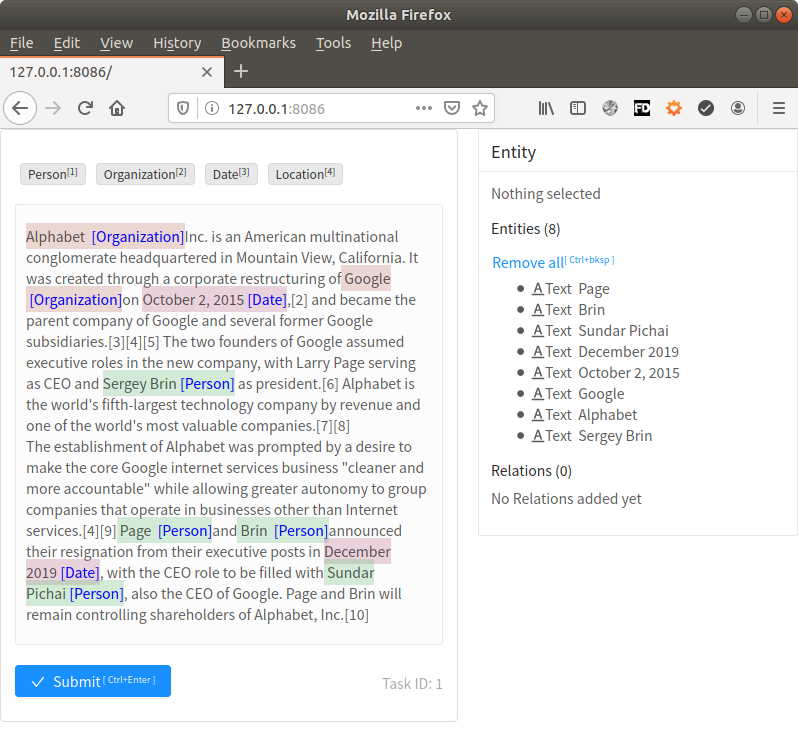 Mozilla Firefox
File Edit View History Bookmarks Tools Help
127.0.0.1:8086/
127.0.0.1:8086
FD
Person[1] Organization[2] Date[3] Location[4]
Alphabet [Organization]Inc. is an American multinational
conglomerate headquartered in Mountain View, California. It
was created through a corporate restructuring of Google
[Organization]on October 2, 2015 [Date],[2] and became the
parent company of Google and several former Google
subsidiaries.[3][4][5] The two founders of Google assumed
executive roles in the new company, with Larry Page serving
as CEO and Sergey Brin [Person] as president.[6] Alphabet is
the world's fifth-largest technology company by revenue and
one of the world's most valuable companies.[7][8]
The establishment of Alphabet was prompted by a desire to
make the core Google internet services business "cleaner and
more accountable" while allowing greater autonomy to group
companies that operate in businesses other than Internet
services.[4][9] Page [Person]and Brin [Person]announced
their resignation from their executive posts in December
2019 [Date], with the CEO role to be filled with Sundar
Pichai [Person], also the CEO of Google. Page and Brin will
remain controlling shareholders of Alphabet, Inc.[10]
Submit[ Ctrl+Enter ]
Task ID: 1
Entity
Nothing selected
Entities (8)
Remove all[ Ctrl+bksp ]
A Text Page
A Text Brin
A Text Sundar Pichai
A Text December 2019
A Text October 2, 2015
A Text Google
A Text Alphabet
A Text Sergey Brin
Relations (0)
No Relations added yet